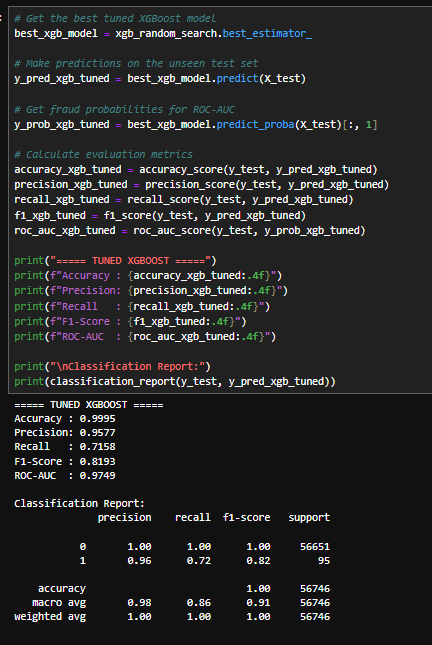 # Get the best tuned XGBoost model
best_xgb_model = xgb_random_search.best_estimator_
# Make predictions on the unseen test set
y_pred_xgb_tuned = best_xgb_model.predict(X_test)
# Get fraud probabilities for ROC-AUC
y_prob_xgb_tuned = best_xgb_model.predict_proba(X_test)[:, 1]
# Calculate evaluation metrics
accuracy_xgb_tuned = accuracy_score(y_test, y_pred_xgb_tuned)
precision_xgb_tuned = precision_score(y_test, y_pred_xgb_tuned)
recall_xgb_tuned = recall_score(y_test, y_pred_xgb_tuned)
f1_xgb_tuned = f1_score(y_test, y_pred_xgb_tuned)
roc_auc_xgb_tuned = roc_auc_score(y_test, y_prob_xgb_tuned)
print("===== TUNED XGBOOST =====")
print(f"Accuracy : {accuracy_xgb_tuned:.4f}")
print(f"Precision: {precision_xgb_tuned:.4f}")
print(f"Recall   : {recall_xgb_tuned:.4f}")
print(f"F1-Score : {f1_xgb_tuned:.4f}")
print(f"ROC-AUC  : {roc_auc_xgb_tuned:.4f}")
print("\nClassification Report:")
print(classification_report(y_test, y_pred_xgb_tuned))
===== TUNED XGBOOST =====
Accuracy : 0.9995
Precision: 0.9577
Recall   : 0.7158
F1-Score : 0.8193
ROC-AUC  : 0.9749
Classification Report:
precision    recall  f1-score   support
0       1.00      1.00      1.00     56651
1       0.96      0.72      0.82        95
accuracy                           1.00     56746
macro avg       0.98      0.86      0.91     56746
weighted avg       1.00      1.00      1.00     56746